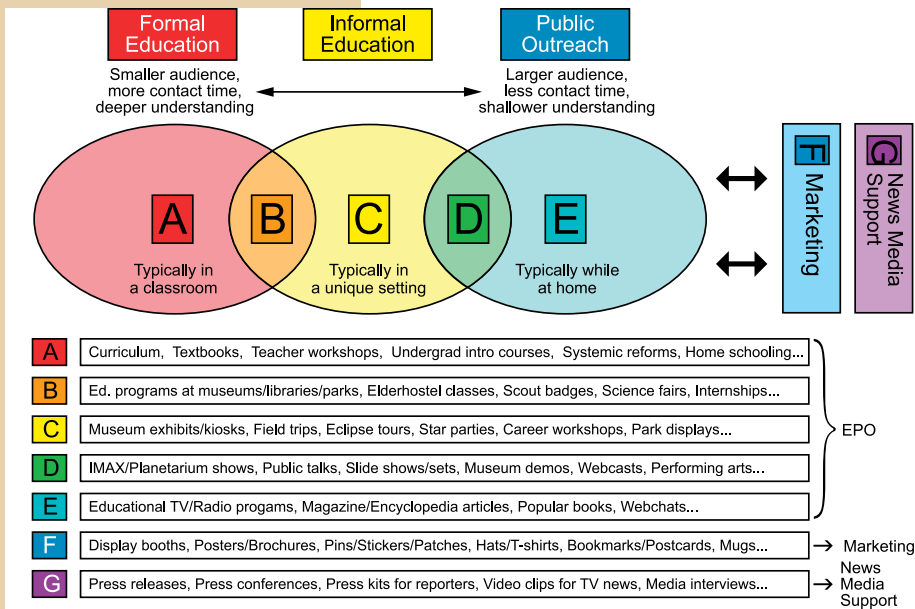 Formal
Education
Informal
Education
Public
Outreach
Smaller audience,
more contact time,
deeper understanding
Larger audience,
less contact time,
shallower understanding
A
B
C
D
E
Typically in
a classroom
Typically in
a unique setting
Typically while
at home
F Marketing
G News Media
Support
A Curriculum, Textbooks, Teacher workshops, Undergrad intro courses, Systemic reforms, Home schooling...
B Ed. programs at museums/libraries/parks, Elderhostel classes, Scout badges, Science fairs, Internships...
C Museum exhibits/kiosks, Field trips, Eclipse tours, Star parties, Career workshops, Park displays...
D IMAX/Planetarium shows, Public talks, Slide shows/sets, Museum demos, Webcasts, Performing arts...
E Educational TV/Radio progams, Magazine/Encyclopedia articles, Popular books, Webchats...
EPO
F Display booths, Posters/Brochures, Pins/Stickers/Patches, Hats/T-shirts, Bookmarks/Postcards, Mugs...
Marketing
G Press releases, Press conferences, Press kits for reporters, Video clips for TV news, Media interviews...
News
Media
Support